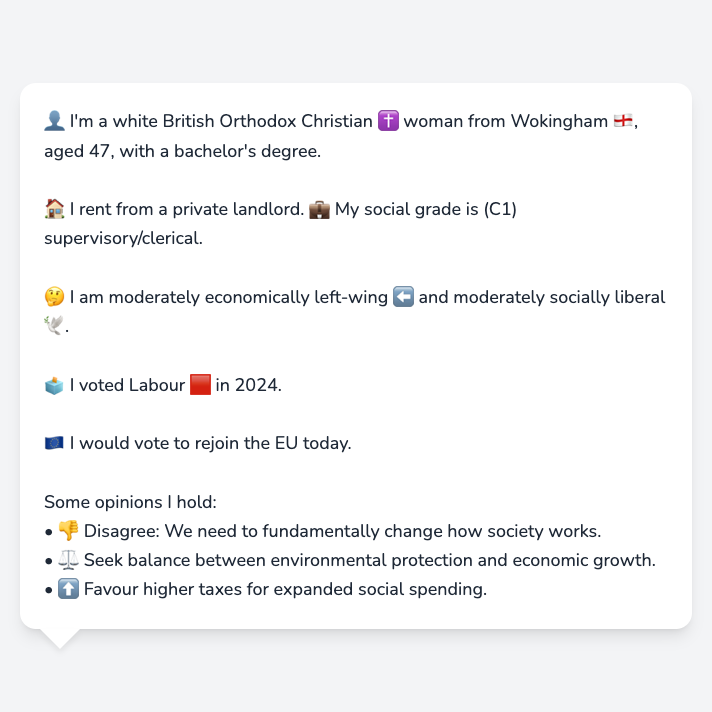 👤 I'm a white British Orthodox Christian ✝️ woman from Wokingham 🏴󠁧󠁢󠁥󠁮󠁧󠁿,
aged 47, with a bachelor's degree.
🏠 I rent from a private landlord. 💼 My social grade is (C1)
supervisory/clerical.
🤔 I am moderately economically left-wing ⬅️ and moderately socially liberal
🕊️.
🗳️ I voted Labour 🟥 in 2024.
🇪🇺 I would vote to rejoin the EU today.
Some opinions I hold:
• 👎 Disagree: We need to fundamentally change how society works.
• ⚖️ Seek balance between environmental protection and economic growth.
• ⬆️ Favour higher taxes for expanded social spending.